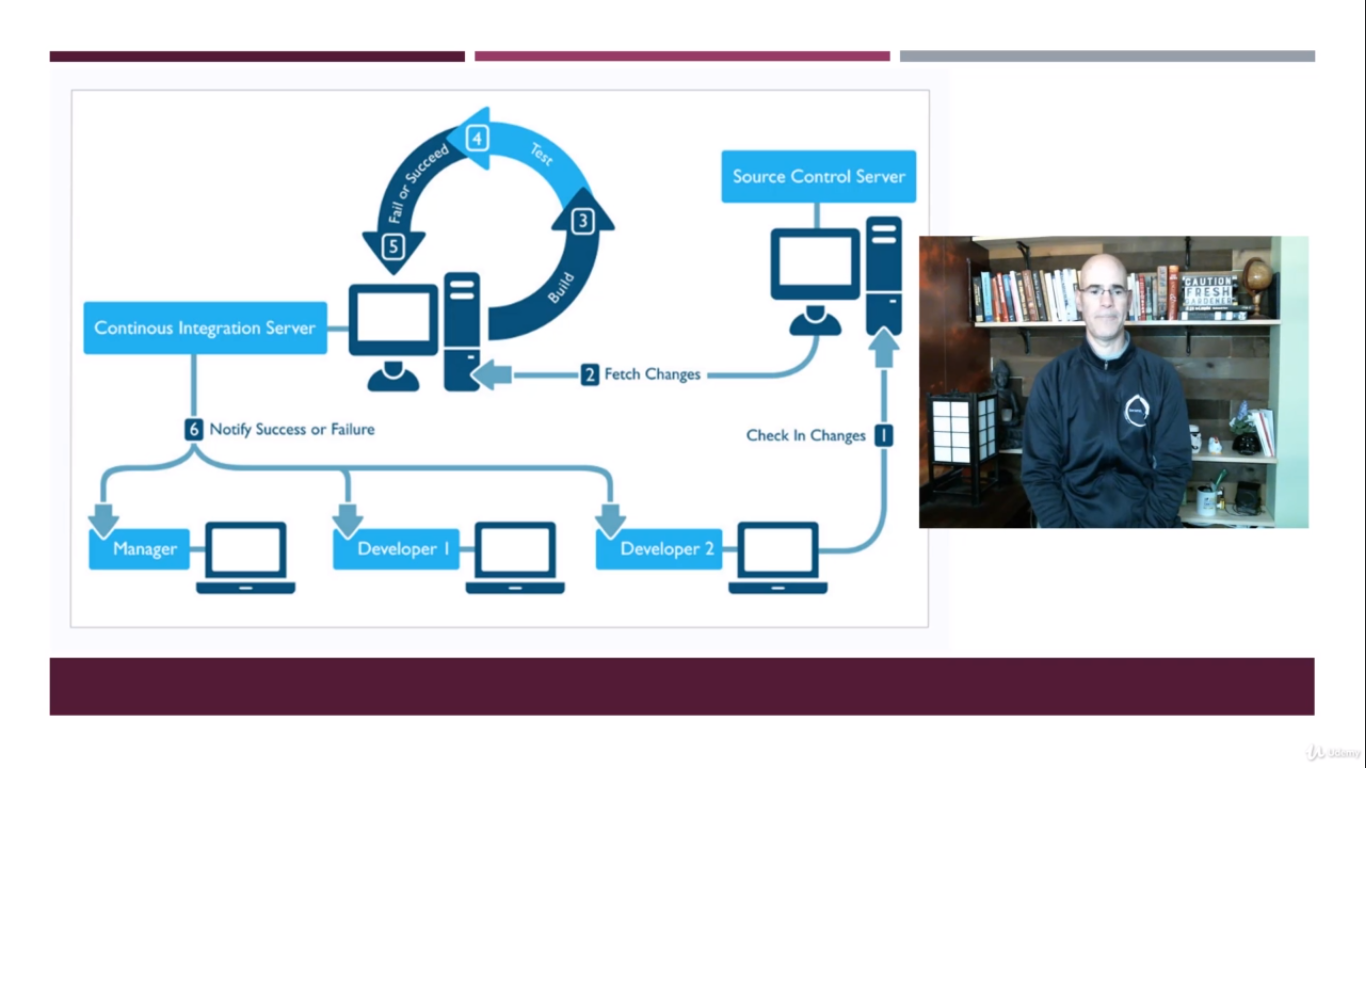 4
Test
Fail or Succeed
Source Control Server
3
5
Build
CAUTION
FRESH
Continous Integration Server
2 Fetch Changes
6 Notify Success or Failure
Check In Changes 1
Manager
Developer 1
Developer 2
Udemy